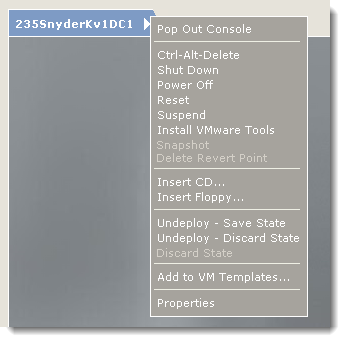 235SnyderKv1DC1
Pop Out Console
Ctrl-Alt-Delete
Shut Down
Power Off
Reset
Suspend
Install VMware Tools
Snapshot
Delete Revert Point
Insert CD...
Insert Floppy...
Undeploy - Save State
Undeploy - Discard State
Discard State
Add to VM Templates...
Properties